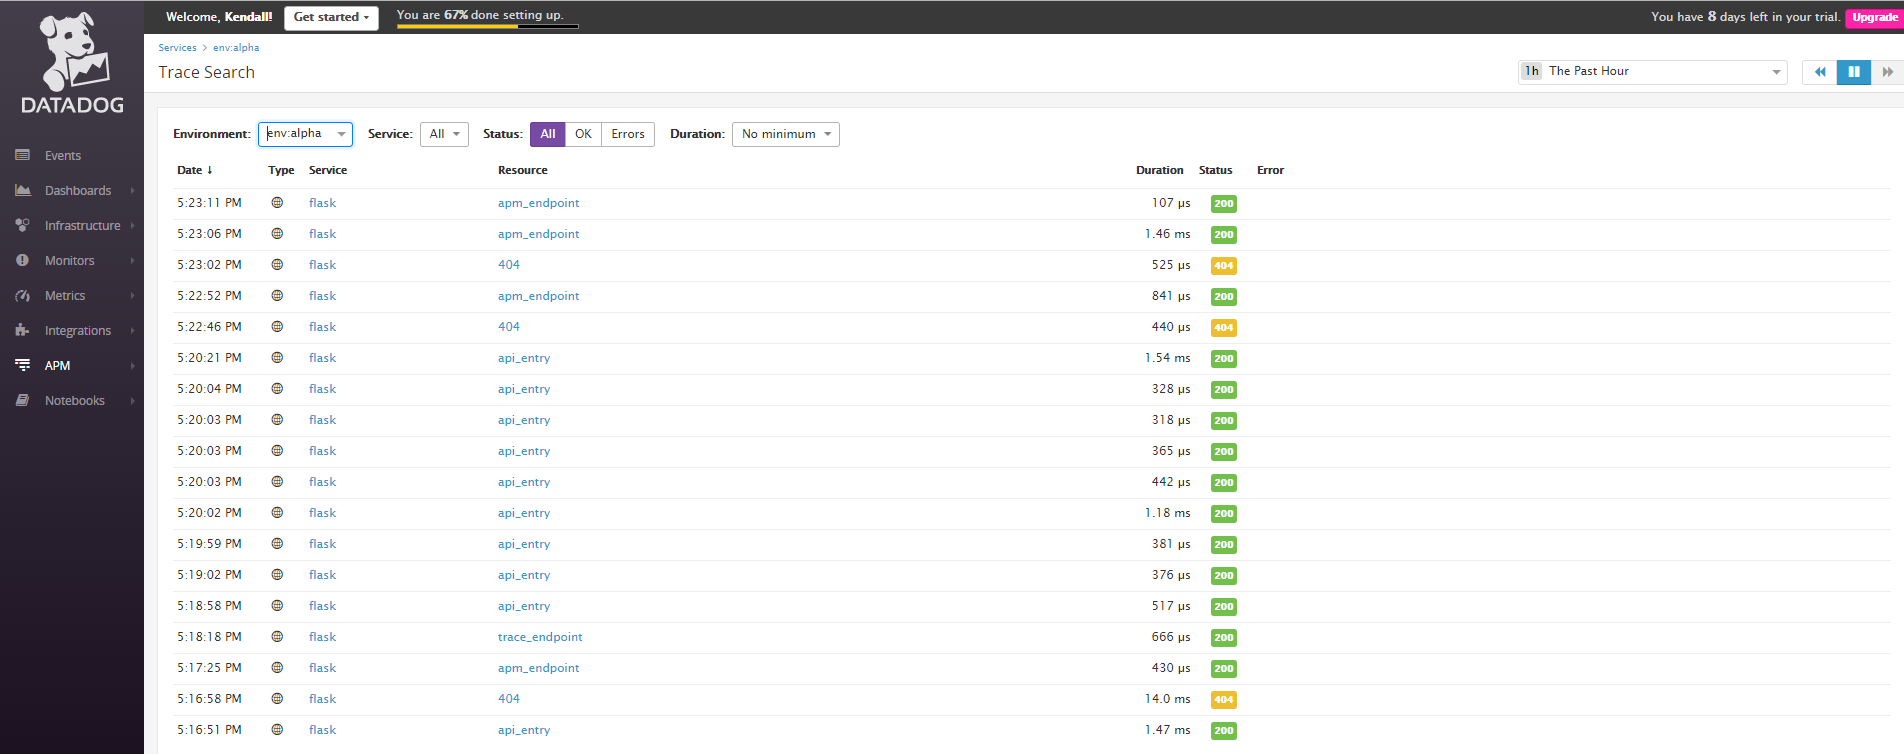 Welcome, Kendall! Get started You are 67% done setting up. You have 8 days left in your trial. Upgrade
DATADOG
Events
Dashboards
Infrastructure
Monitors
Metrics
Integrations
APM
Notebooks
Services > env:alpha
Trace Search
1h The Past Hour
Environment: env:alpha Service: All Status: All OK Errors Duration: No minimum
Date ↓ Type Service Resource Duration Status Error
5:23:11 PM flask apm_endpoint 107 µs 200
5:23:06 PM flask apm_endpoint 1.46 ms 200
5:23:02 PM flask 404 525 µs 404
5:22:52 PM flask apm_endpoint 841 µs 200
5:22:46 PM flask 404 440 µs 404
5:20:21 PM flask api_entry 1.54 ms 200
5:20:04 PM flask api_entry 328 µs 200
5:20:03 PM flask api_entry 318 µs 200
5:20:03 PM flask api_entry 365 µs 200
5:20:03 PM flask api_entry 442 µs 200
5:20:02 PM flask api_entry 1.18 ms 200
5:19:59 PM flask api_entry 381 µs 200
5:19:02 PM flask api_entry 376 µs 200
5:18:58 PM flask api_entry 517 µs 200
5:18:18 PM flask trace_endpoint 666 µs 200
5:17:25 PM flask apm_endpoint 430 µs 200
5:16:58 PM flask 404 14.0 ms 404
5:16:51 PM flask api_entry 1.47 ms 200